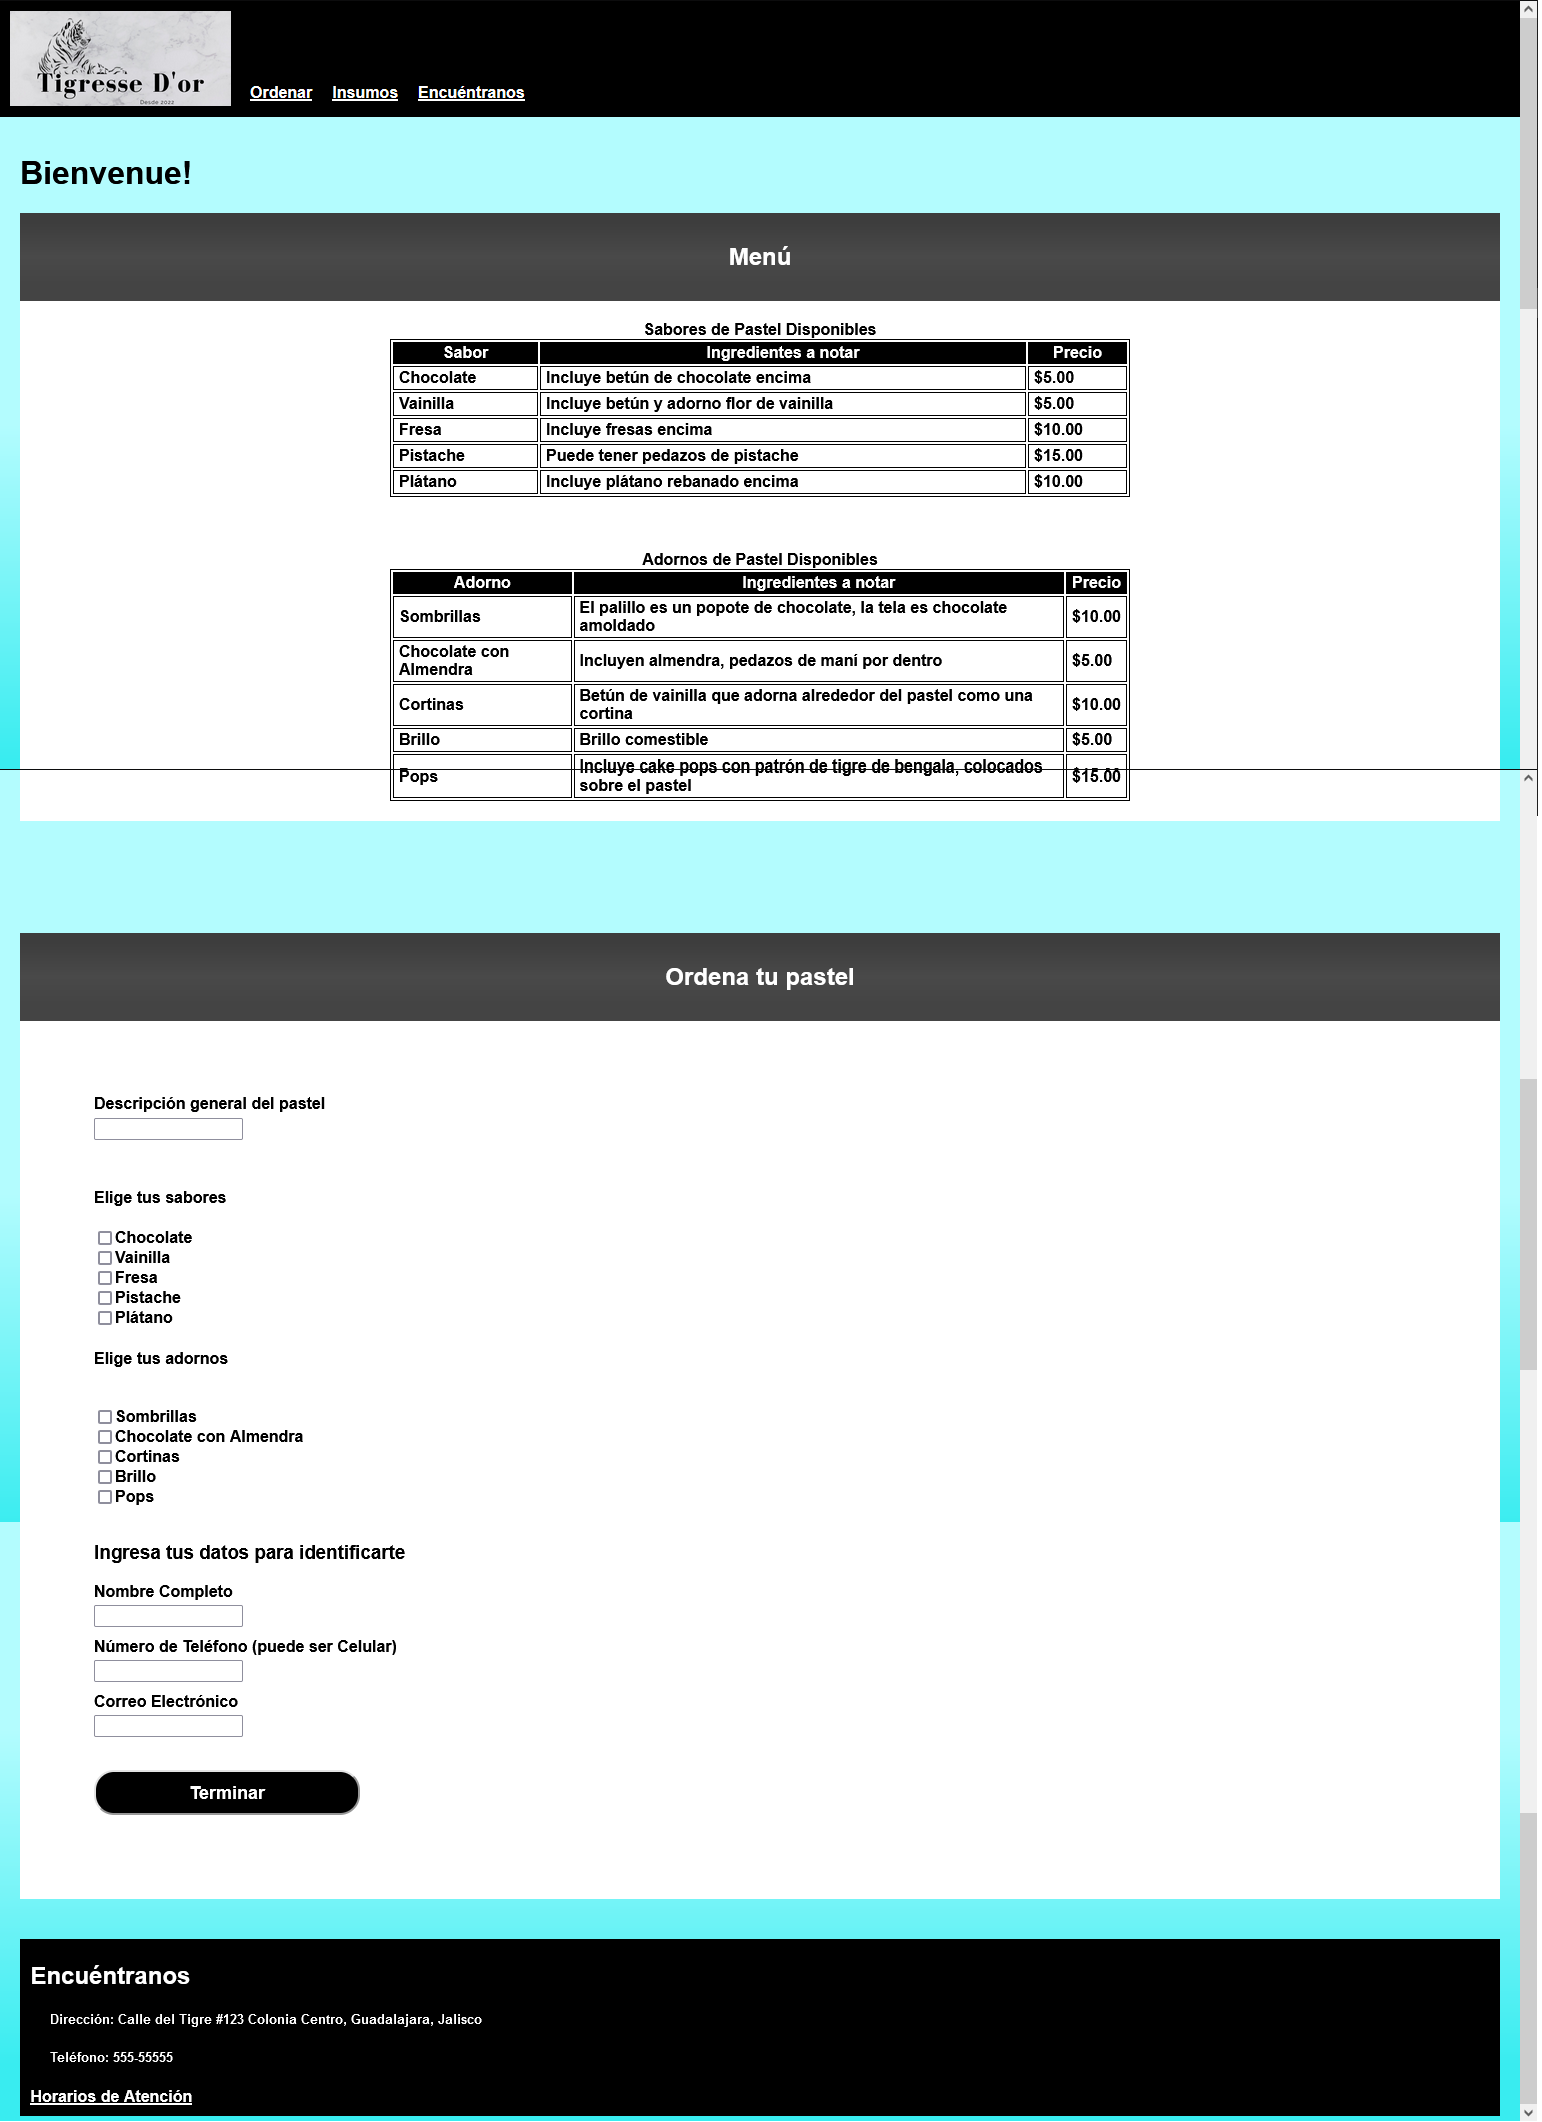 Tigresse D'or
Desde 2022
Ordenar Insumos Encuéntranos
Bienvenue!
Menú
Sabores de Pastel Disponibles
Sabor Ingredientes a notar Precio
Chocolate Incluye betún de chocolate encima $5.00
Vainilla Incluye betún y adorno flor de vainilla $5.00
Fresa Incluye fresas encima $10.00
Pistache Puede tener pedazos de pistache $15.00
Plátano Incluye plátano rebanado encima $10.00
Adornos de Pastel Disponibles
Adorno Ingredientes a notar Precio
Sombrillas El palillo es un popote de chocolate, la tela es chocolate
amoldado $10.00
Chocolate con
Almendra Incluyen almendra, pedazos de maní por dentro $5.00
Cortinas Betún de vainilla que adorna alrededor del pastel como una
cortina $10.00
Brillo Brillo comestible $5.00
Pops Incluye cake pops con patrón de tigre de bengala, colocados
sobre el pastel $15.00
Ordena tu pastel
Descripción general del pastel
Elige tus sabores
Chocolate
Vainilla
Fresa
Pistache
Plátano
Elige tus adornos
Sombrillas
Chocolate con Almendra
Cortinas
Brillo
Pops
Ingresa tus datos para identificarte
Nombre Completo
Número de Teléfono (puede ser Celular)
Correo Electrónico
Terminar
Encuéntranos
Dirección: Calle del Tigre #123 Colonia Centro, Guadalajara, Jalisco
Teléfono: 555-55555
Horarios de Atención